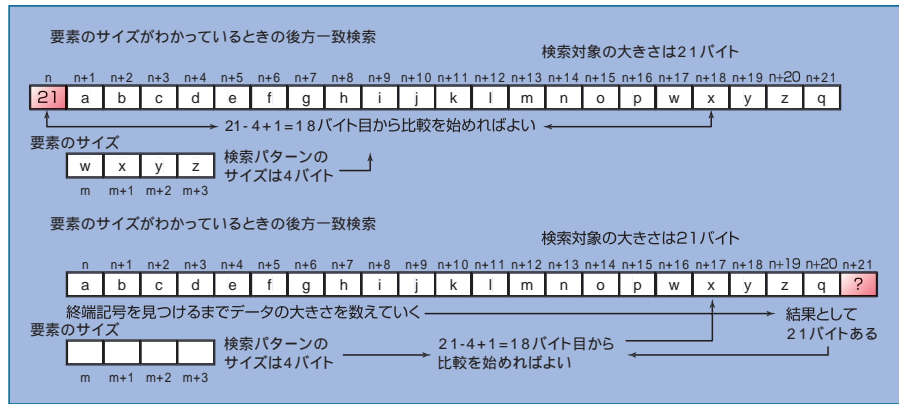 要素のサイズがわかっているときの後方一致検索
検索対象の大きさは21バイト
n n+1 n+2 n+3 n+4 n+5 n+6 n+7 n+8 n+9 n+10 n+11 n+12 n+13 n+14 n+15 n+16 n+17 n+18 n+19 n+20 n+21
21 a b c d e f g h i j k l m n o p w x y z q
21-4+1=18バイト目から比較を始めればよい
要素のサイズ
w x y z
検索パターンの
サイズは4バイト
m m+1 m+2 m+3
要素のサイズがわかっているときの後方一致検索
検索対象の大きさは21バイト
n n+1 n+2 n+3 n+4 n+5 n+6 n+7 n+8 n+9 n+10 n+11 n+12 n+13 n+14 n+15 n+16 n+17 n+18 n+19 n+20 n+21
a b c d e f g h i j k l m n o p w x y z q ?
終端記号を見つけるまでデータの大きさを数えていく
結果として
21バイトある
要素のサイズ
検索パターンの
サイズは4バイト
21-4+1=18バイト目から
比較を始めればよい
m m+1 m+2 m+3